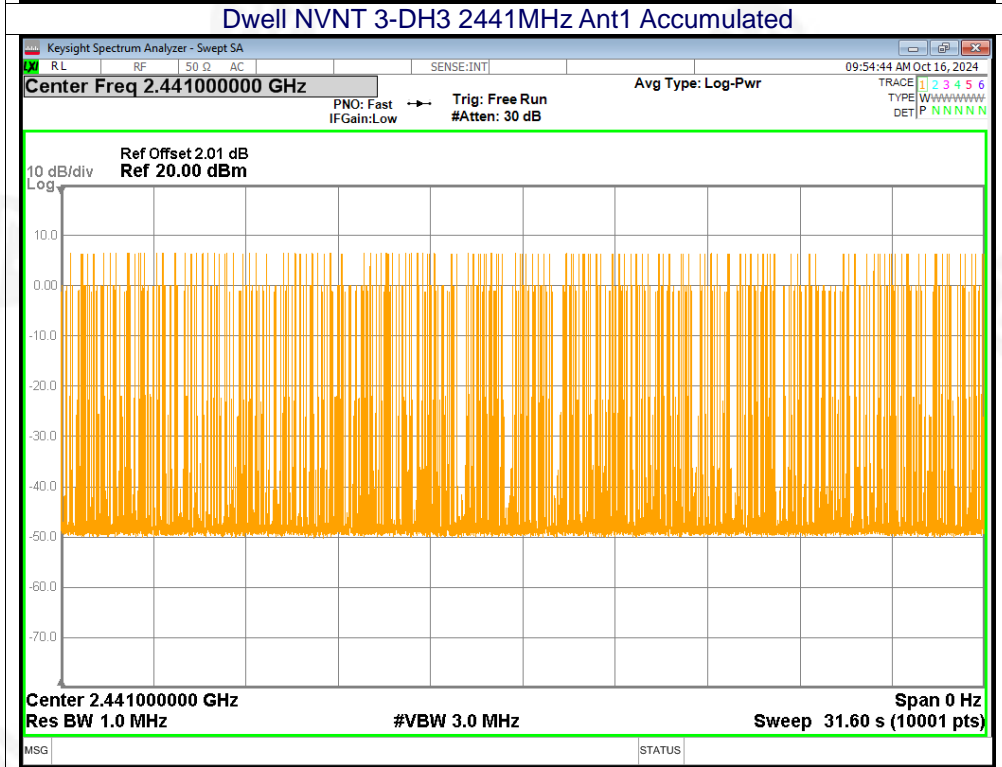 Dwell NVNT 3-DH3 2441MHz Ant1 Accumulated
Keysight Spectrum Analyzer - Swept SA
LXI RL RF 50 Ω AC SENSE:INT 09:54:44 AM Oct 16, 2024
Center Freq 2.441000000 GHz Avg Type: Log-Pwr TRACE 1 2 3 4 5 6
PNO: Fast Trig: Free Run TYPE WWWWWWW
IFGain:Low #Atten: 30 dB DET P N N N N N
Ref Offset 2.01 dB
10 dB/div Ref 20.00 dBm
Log
10.0
0.00
-10.0
-20.0
-30.0
-40.0
-50.0
-60.0
-70.0
Center 2.441000000 GHz Span 0 Hz
Res BW 1.0 MHz #VBW 3.0 MHz Sweep 31.60 s (10001 pts)
MSG STATUS